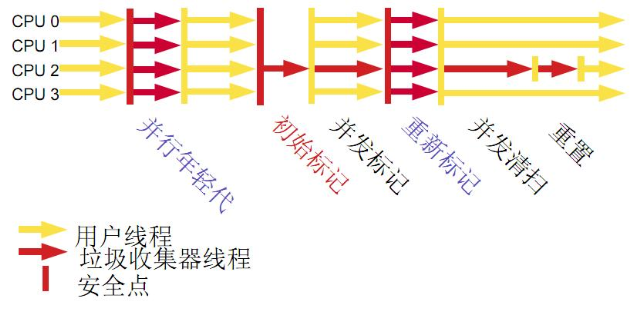 CPU 0
CPU 1
CPU 2
CPU 3
并行年轻代
初始标记
并发标记
重新标记
并发清扫
重置
用户线程
垃圾收集器线程
安全点